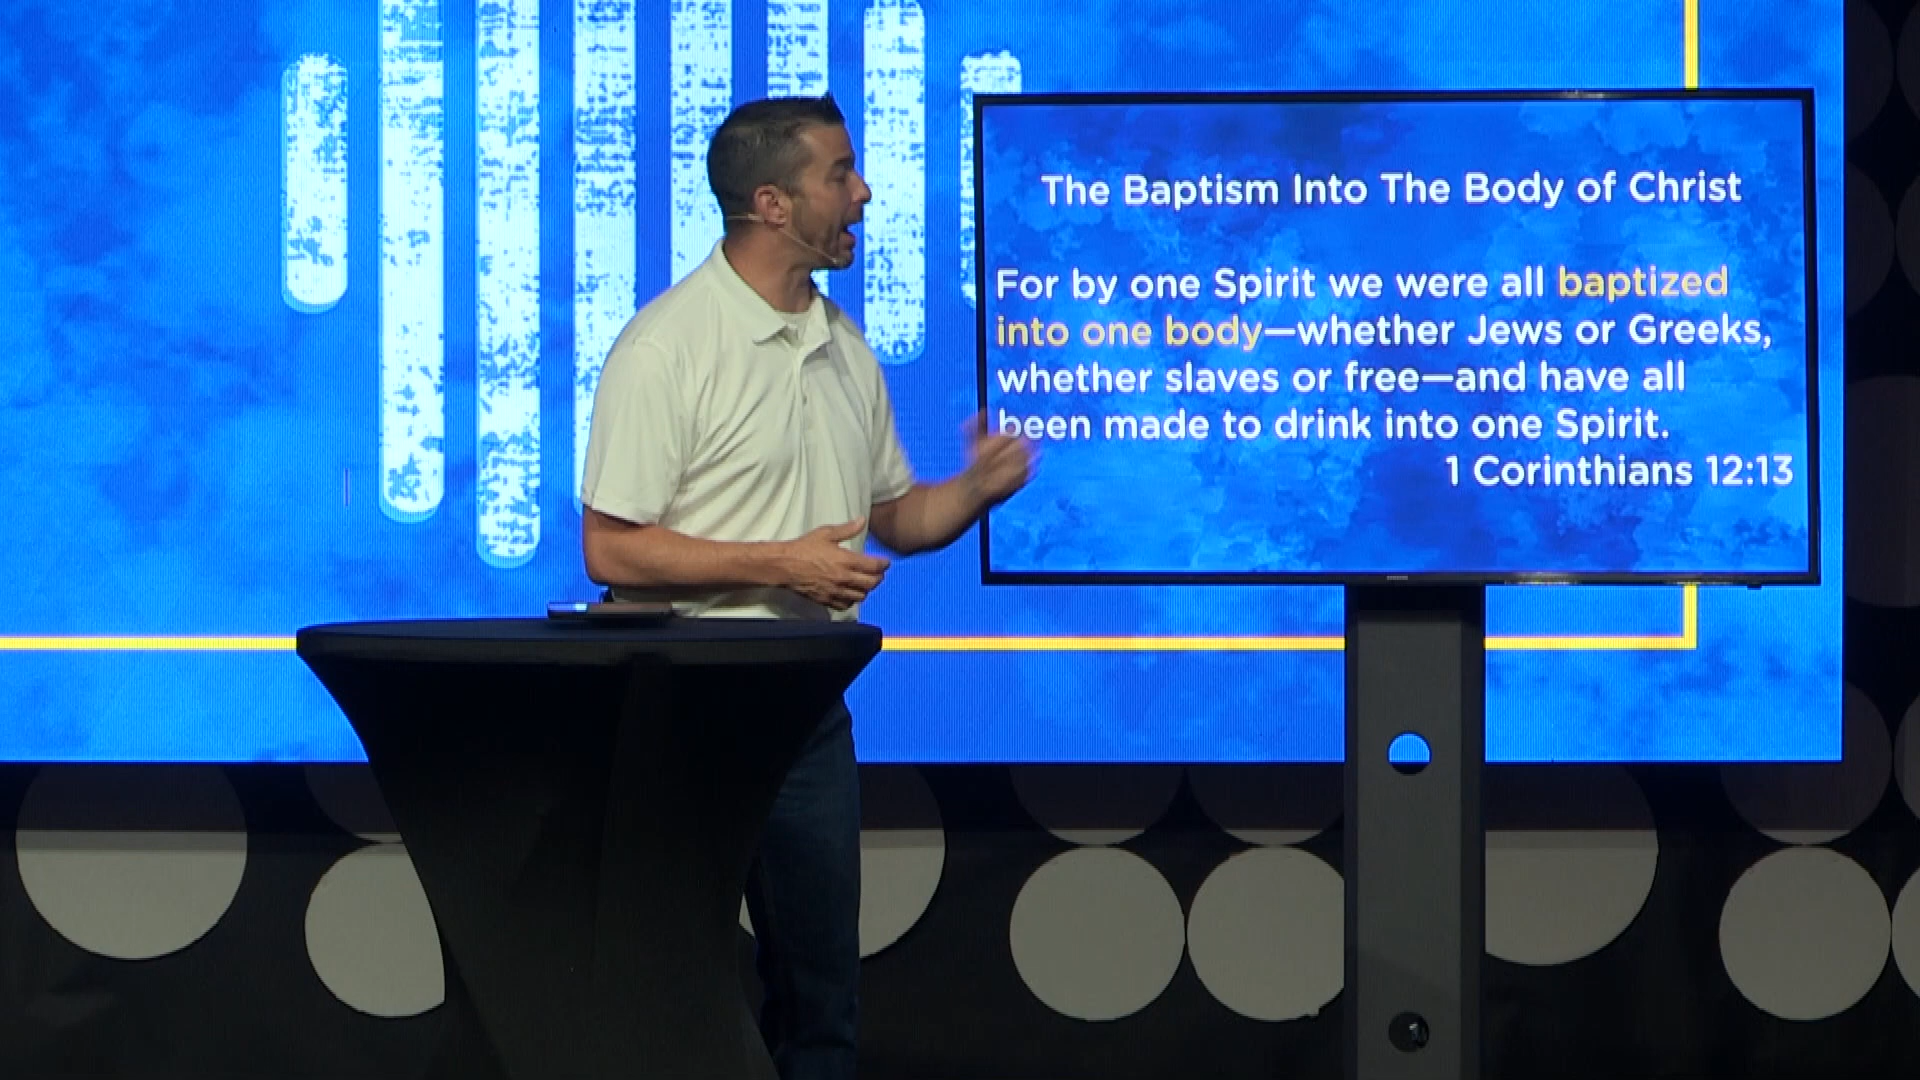 The Baptism Into The Body of Christ
For by one Spirit we were all baptized
into one body—whether Jews or Greeks,
whether slaves or free—and have all
been made to drink into one Spirit.
1 Corinthians 12:13